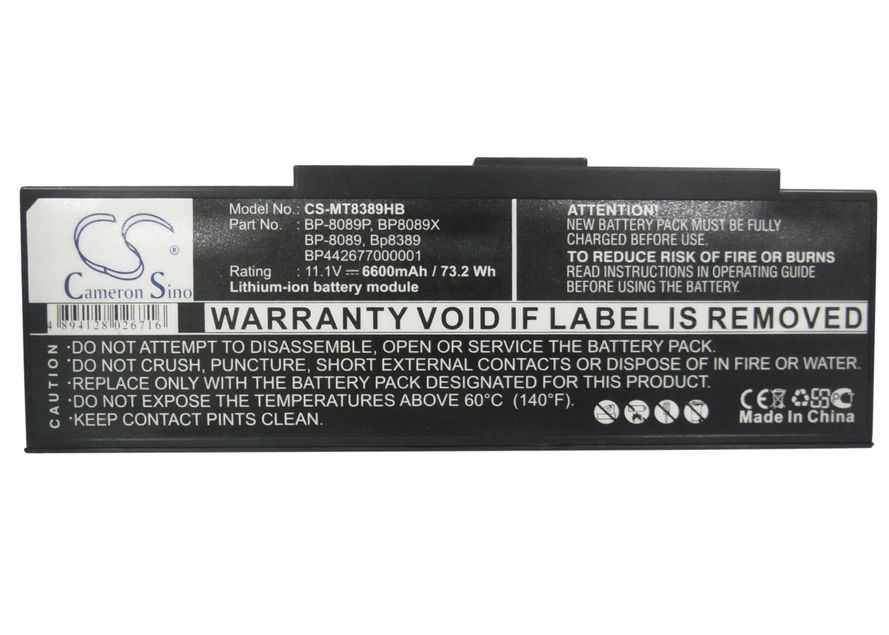 CS
Cameron Sino
4 894128 026716
Model No.: CS-MT8389HB
Part No. : BP-8089P, BP8089X
BP-8089, Bp8389
BP442677000001
Rating : 11.1V⎓6600mAh / 73.2 Wh
Lithium-ion battery module
ATTENTION!
NEW BATTERY PACK MUST BE FULLY
CHARGED BEFORE INITIAL USE.
TO REDUCE RISK OF FIRE OR BURNS
READ INSTRUCTIONS IN OPERATING GUIDE
BEFORE USING THE BATTERY.
WARRANTY VOID IF LABEL IS REMOVED
CAUTION
•DO NOT ATTEMPT TO DISASSEMBLE, OPEN OR SERVICE THE BATTERY PACK.
•DO NOT CRUSH, PUNCTURE, SHORT EXTERNAL CONTACTS OR DISPOSE OF IN FIRE OR WATER.
•REPLACE ONLY WITH THE BATTERY PACK DESIGNATED FOR THIS PRODUCT.
•DO NOT EXPOSE THE TEMPERATURES ABOVE 60°C (140°F).
•KEEP CONTACT PINTS CLEAN.
CE
Made In China